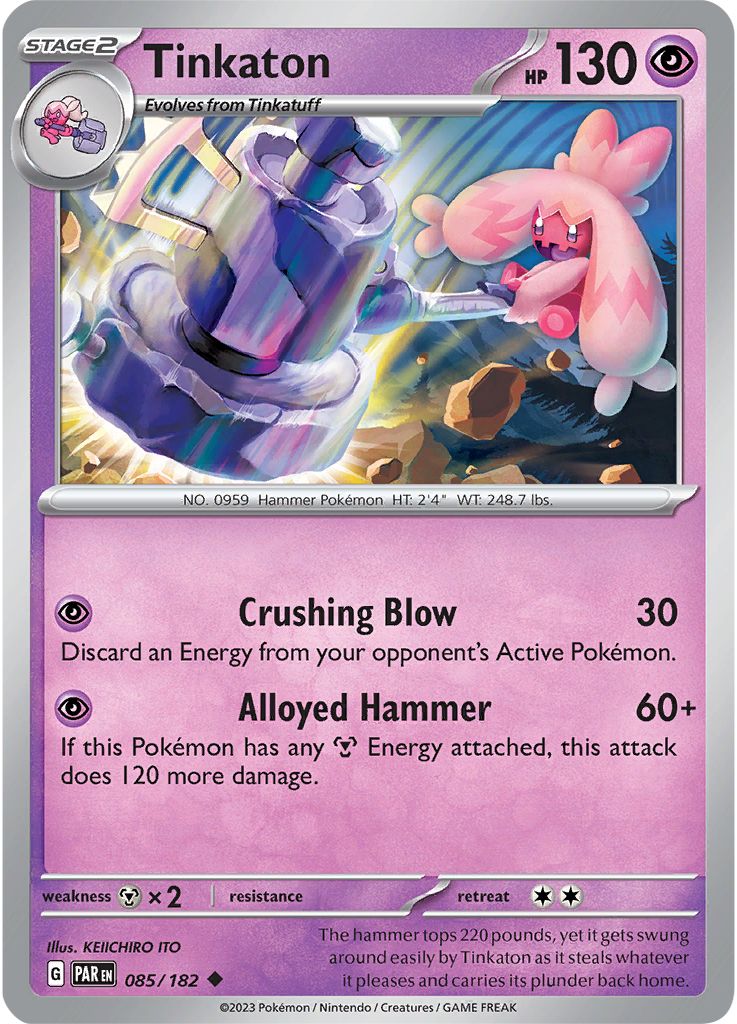 STAGE2
Tinkaton
HP 130
Evolves from Tinkatuff
NO. 0959 Hammer Pokémon HT: 2'4" WT: 248.7 lbs.
Crushing Blow 30
Discard an Energy from your opponent's Active Pokémon.
Alloyed Hammer 60+
If this Pokémon has any Energy attached, this attack
does 120 more damage.
weakness ×2 resistance retreat
Illus. KEIICHIRO ITO
G PAR EN 085/182
The hammer tops 220 pounds, yet it gets swung
around easily by Tinkaton as it steals whatever
it pleases and carries its plunder back home.
©2023 Pokémon / Nintendo / Creatures / GAME FREAK